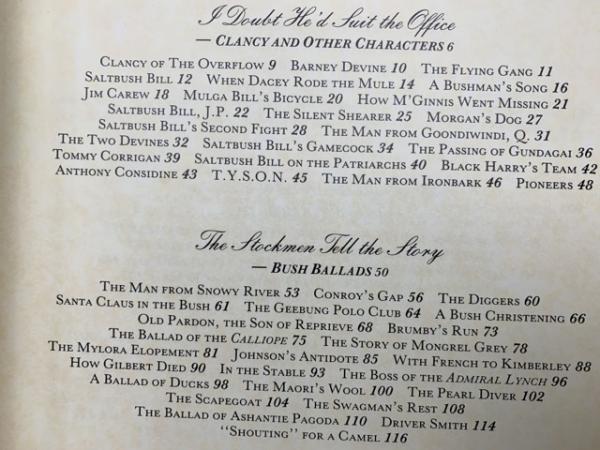 I Doubt He'd Suit the Office
— CLANCY AND OTHER CHARACTERS 6
CLANCY OF THE OVERFLOW 9 BARNEY DEVINE 10 THE FLYING GANG 11
SALTBUSH BILL 12 WHEN DACEY RODE THE MULE 14 A BUSHMAN'S SONG 16
JIM CAREW 18 MULGA BILL'S BICYCLE 20 HOW M'GINNIS WENT MISSING 21
SALTBUSH BILL, J.P. 22 THE SILENT SHEARER 25 MORGAN'S DOG 27
SALTBUSH BILL'S SECOND FIGHT 28 THE MAN FROM GOONDIWINDI, Q. 31
THE TWO DEVINES 32 SALTBUSH BILL'S GAMECOCK 34 THE PASSING OF GUNDAGAI 36
TOMMY CORRIGAN 39 SALTBUSH BILL ON THE PATRIARCHS 40 BLACK HARRY'S TEAM 42
ANTHONY CONSIDINE 43 T.Y.S.O.N. 45 THE MAN FROM IRONBARK 46 PIONEERS 48
The Stockmen Tell the Story
— BUSH BALLADS 50
THE MAN FROM SNOWY RIVER 53 CONROY'S GAP 56 THE DIGGERS 60
SANTA CLAUS IN THE BUSH 61 THE GEEBUNG POLO CLUB 64 A BUSH CHRISTENING 66
OLD PARDON, THE SON OF REPRIEVE 68 BRUMBY'S RUN 73
THE BALLAD OF THE CALLIOPE 75 THE STORY OF MONGREL GREY 78
THE MYLORA ELOPEMENT 81 JOHNSON'S ANTIDOTE 85 WITH FRENCH TO KIMBERLEY 88
HOW GILBERT DIED 90 IN THE STABLE 93 THE BOSS OF THE ADMIRAL LYNCH 96
A BALLAD OF DUCKS 98 THE MAORI'S WOOL 100 THE PEARL DIVER 102
THE SCAPEGOAT 104 THE SWAGMAN'S REST 108
THE BALLAD OF ASHANTIE PAGODA 110 DRIVER SMITH 114
"SHOUTING" FOR A CAMEL 116